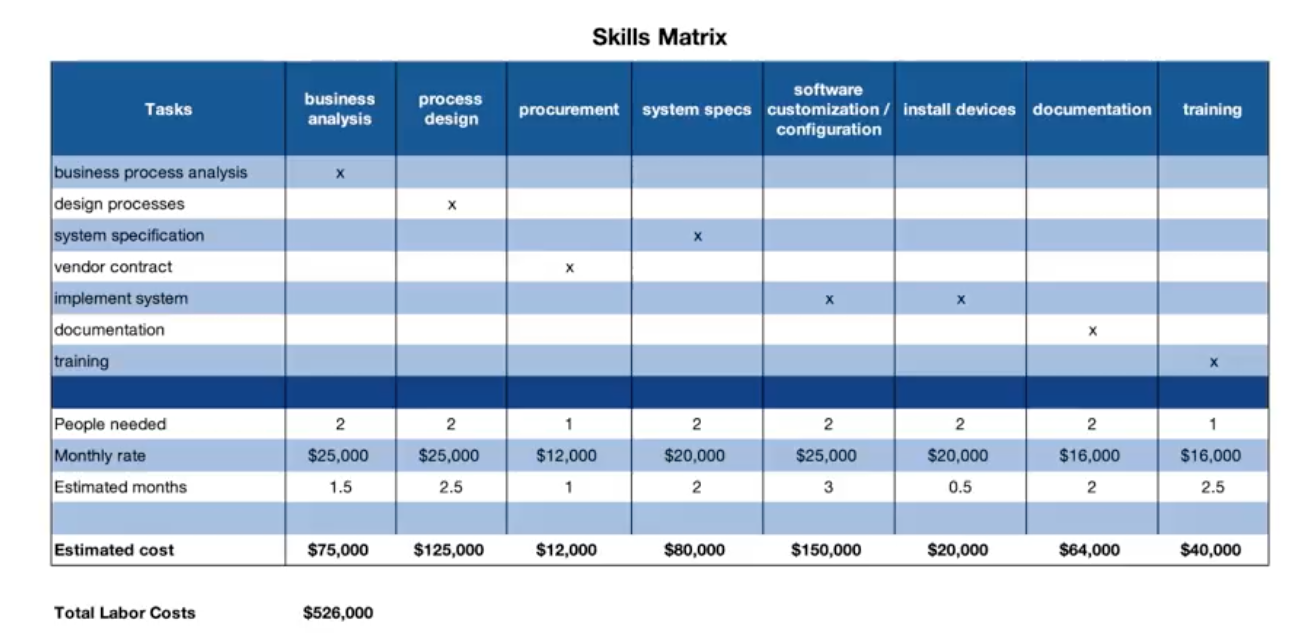 Skills Matrix
Tasks business analysis process design procurement system specs software customization / configuration install devices documentation training
business process analysis x
design processes x
system specification x
vendor contract x
implement system x x
documentation x
training x
People needed 2 2 1 2 2 2 2 1
Monthly rate $25,000 $25,000 $12,000 $20,000 $25,000 $20,000 $16,000 $16,000
Estimated months 1.5 2.5 1 2 3 0.5 2 2.5
Estimated cost $75,000 $125,000 $12,000 $80,000 $150,000 $20,000 $64,000 $40,000
Total Labor Costs $526,000